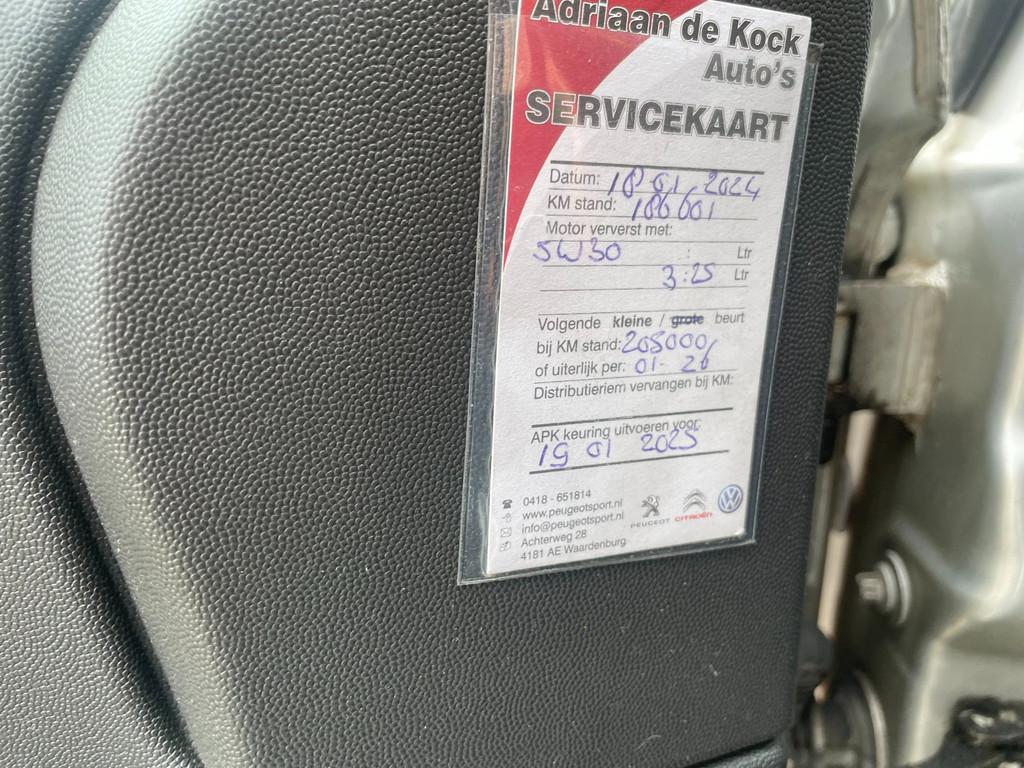 Adriaan de Kock
Auto's
SERVICEKAART
Datum: 18 01 2024
KM stand: 186 601
Motor ververst met:
5W30 : Ltr
3:25 Ltr
Volgende kleine / grote beurt
bij KM stand: 205000
of uiterlijk per: 01- 26
Distributieriem vervangen bij KM:
APK keuring uitvoeren voor:
19 01 2025
0418 - 651814
www.peugeotsport.nl
info@peugeotsport.nl
Achterweg 28
4181 AE Waardenburg
PEUGEOT CITROËN